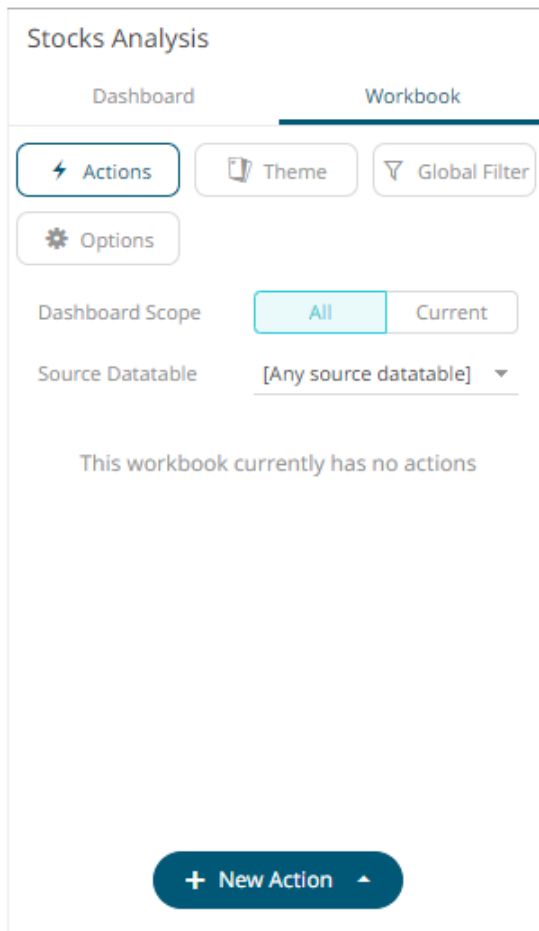 Stocks Analysis
Dashboard Workbook
Actions Theme Global Filter
Options
Dashboard Scope All Current
Source Datatable [Any source datatable]
This workbook currently has no actions
+ New Action